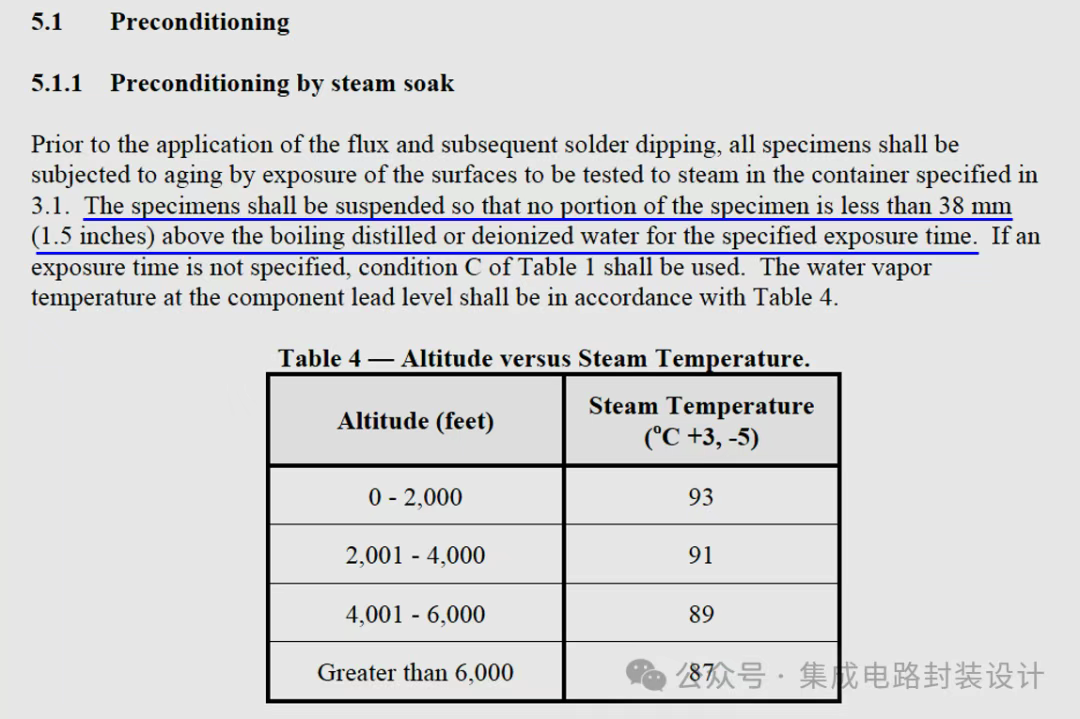 5.1 Preconditioning
5.1.1 Preconditioning by steam soak
Prior to the application of the flux and subsequent solder dipping, all specimens shall be
subjected to aging by exposure of the surfaces to be tested to steam in the container specified in
3.1. The specimens shall be suspended so that no portion of the specimen is less than 38 mm
(1.5 inches) above the boiling distilled or deionized water for the specified exposure time. If an
exposure time is not specified, condition C of Table 1 shall be used. The water vapor
temperature at the component lead level shall be in accordance with Table 4.
Table 4 — Altitude versus Steam Temperature.
Altitude (feet) Steam Temperature
(°C +3, -5)
0 - 2,000 93
2,001 - 4,000 91
4,001 - 6,000 89
Greater than 6,000 87
公众号 · 集成电路封装设计